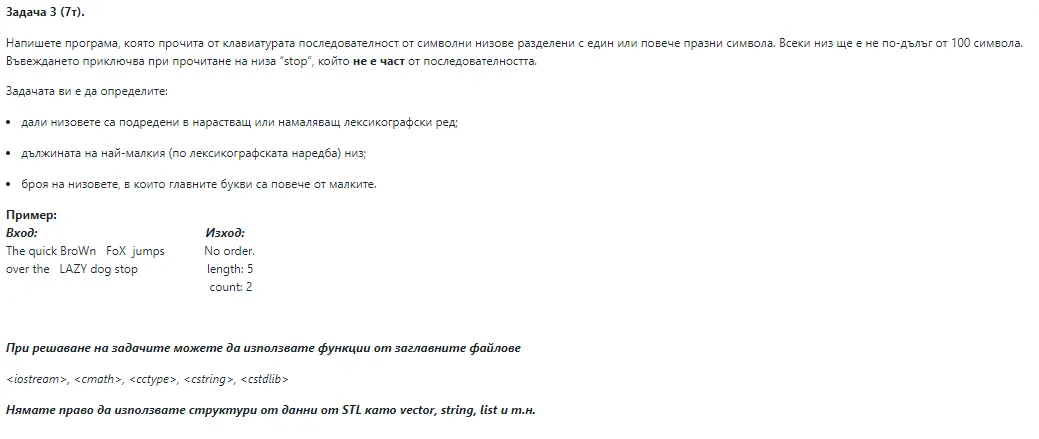 Задача 3 (7т).
Напишете програма, която прочита от клавиатурата последователност от символни низове разделени с един или повече празни символа. Всеки низ ще е не по-дълъг от 100 символа.
Въвеждането приключва при прочитане на низа “stop”, който не е част от последователността.
Задачата ви е да определите:
• дали низовете са подредени в нарастващ или намаляващ лексикографски ред;
• дължината на най-малкия (по лексикографската наредба) низ;
• броя на низовете, в които главните букви са повече от малките.
Пример:
Вход: Изход:
The quick BroWn FoX jumps No order.
over the LAZY dog stop length: 5
count: 2
При решаване на задачите можете да използвате функции от заглавните файлове
<iostream>, <cmath>, <cctype>, <cstring>, <cstdlib>
Нямате право да използвате структури от данни от STL като vector, string, list и т.н.